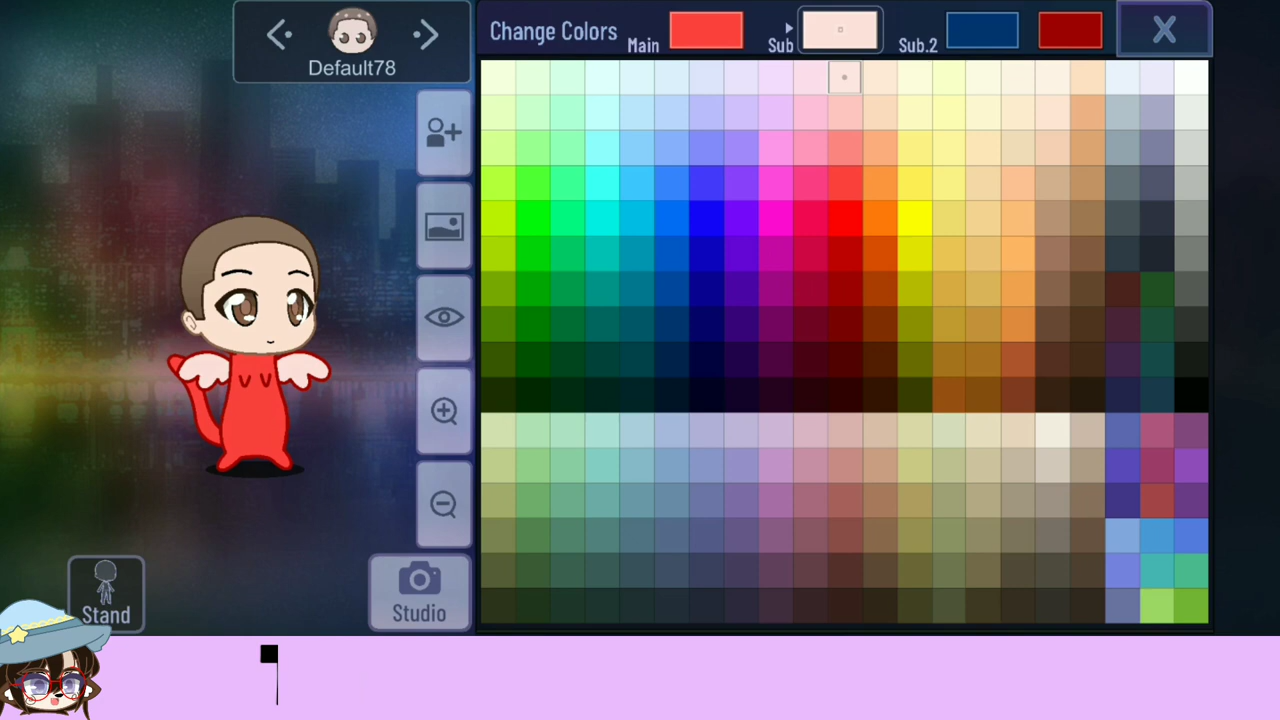 Default78
Change Colors
Main
Sub
Sub.2
X
Stand
Studio